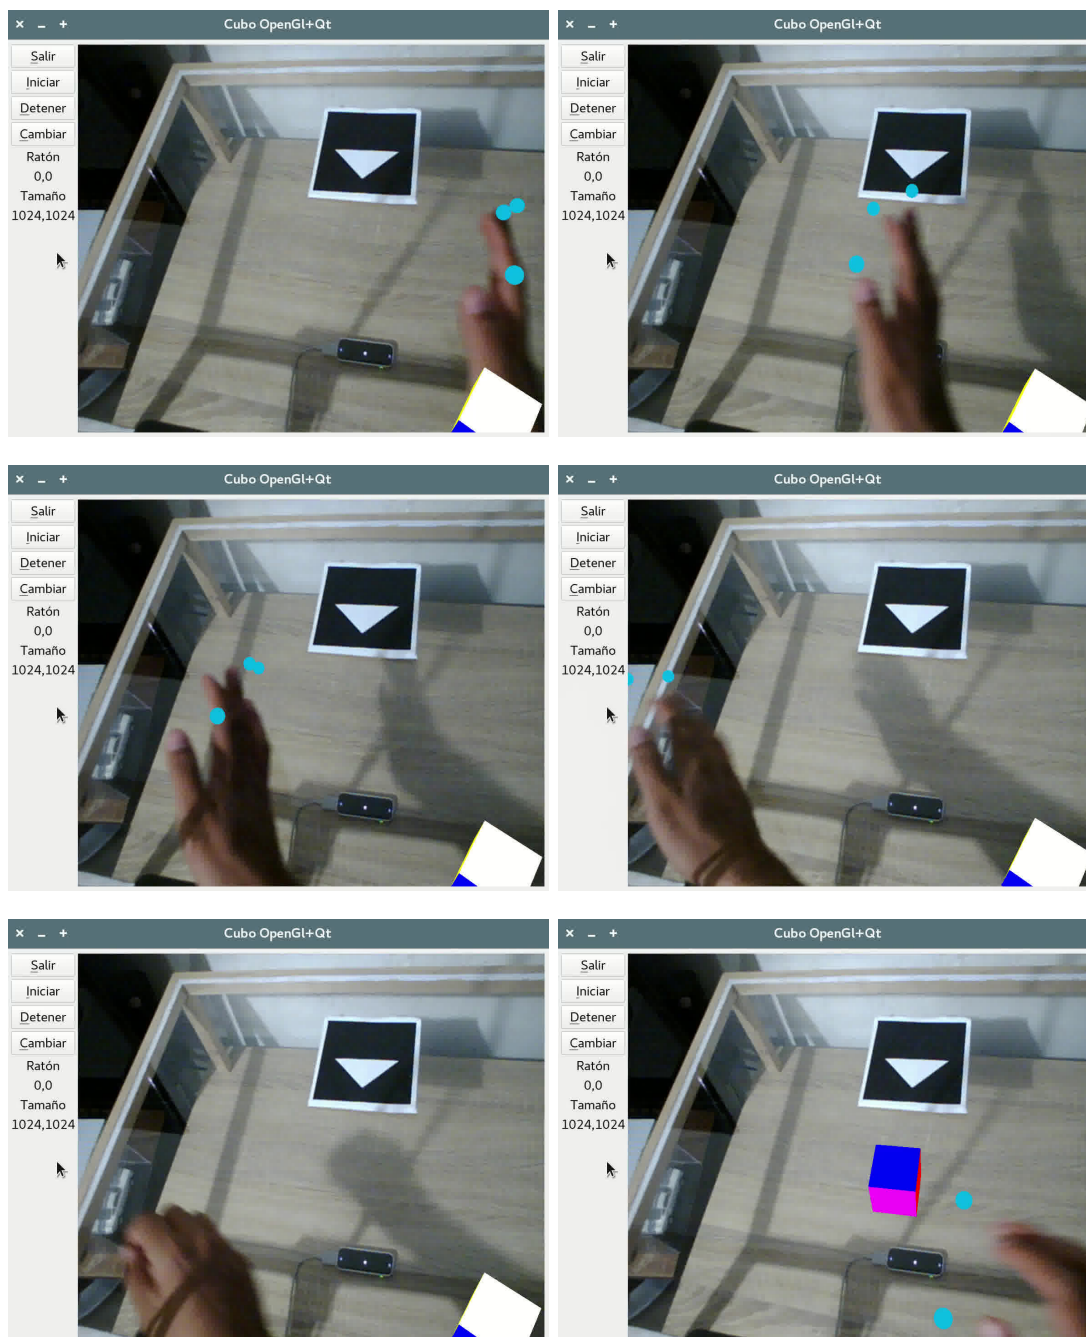 Cubo OpenGl+Qt
Salir
Iniciar
Detener
Cambiar
Ratón
0,0
Tamaño
1024,1024
Cubo OpenGl+Qt
Salir
Iniciar
Detener
Cambiar
Ratón
0,0
Tamaño
1024,1024
Cubo OpenGl+Qt
Salir
Iniciar
Detener
Cambiar
Ratón
0,0
Tamaño
1024,1024
Cubo OpenGl+Qt
Salir
Iniciar
Detener
Cambiar
Ratón
0,0
Tamaño
1024,1024
Cubo OpenGl+Qt
Salir
Iniciar
Detener
Cambiar
Ratón
0,0
Tamaño
1024,1024
Cubo OpenGl+Qt
Salir
Iniciar
Detener
Cambiar
Ratón
0,0
Tamaño
1024,1024